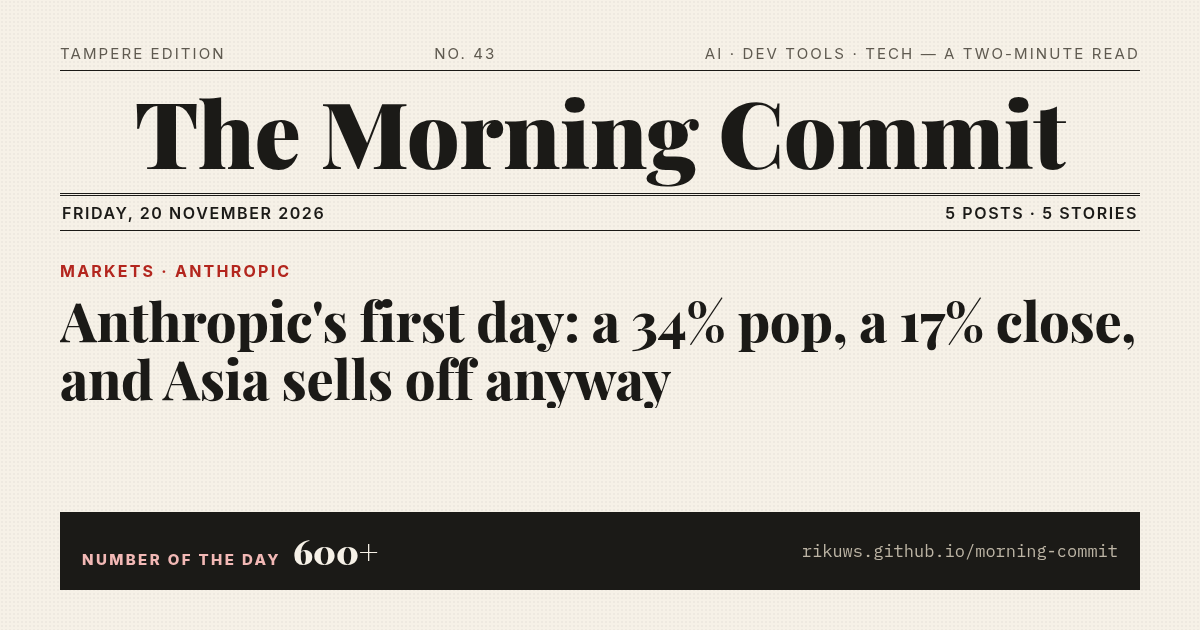 TAMPERE EDITION NO. 43 AI · DEV TOOLS · TECH — A TWO-MINUTE READ
The Morning Commit
FRIDAY, 20 NOVEMBER 2026 5 POSTS · 5 STORIES
MARKETS · ANTHROPIC
Anthropic's first day: a 34% pop, a 17% close,
and Asia sells off anyway
NUMBER OF THE DAY 600+ rikuws.github.io/morning-commit